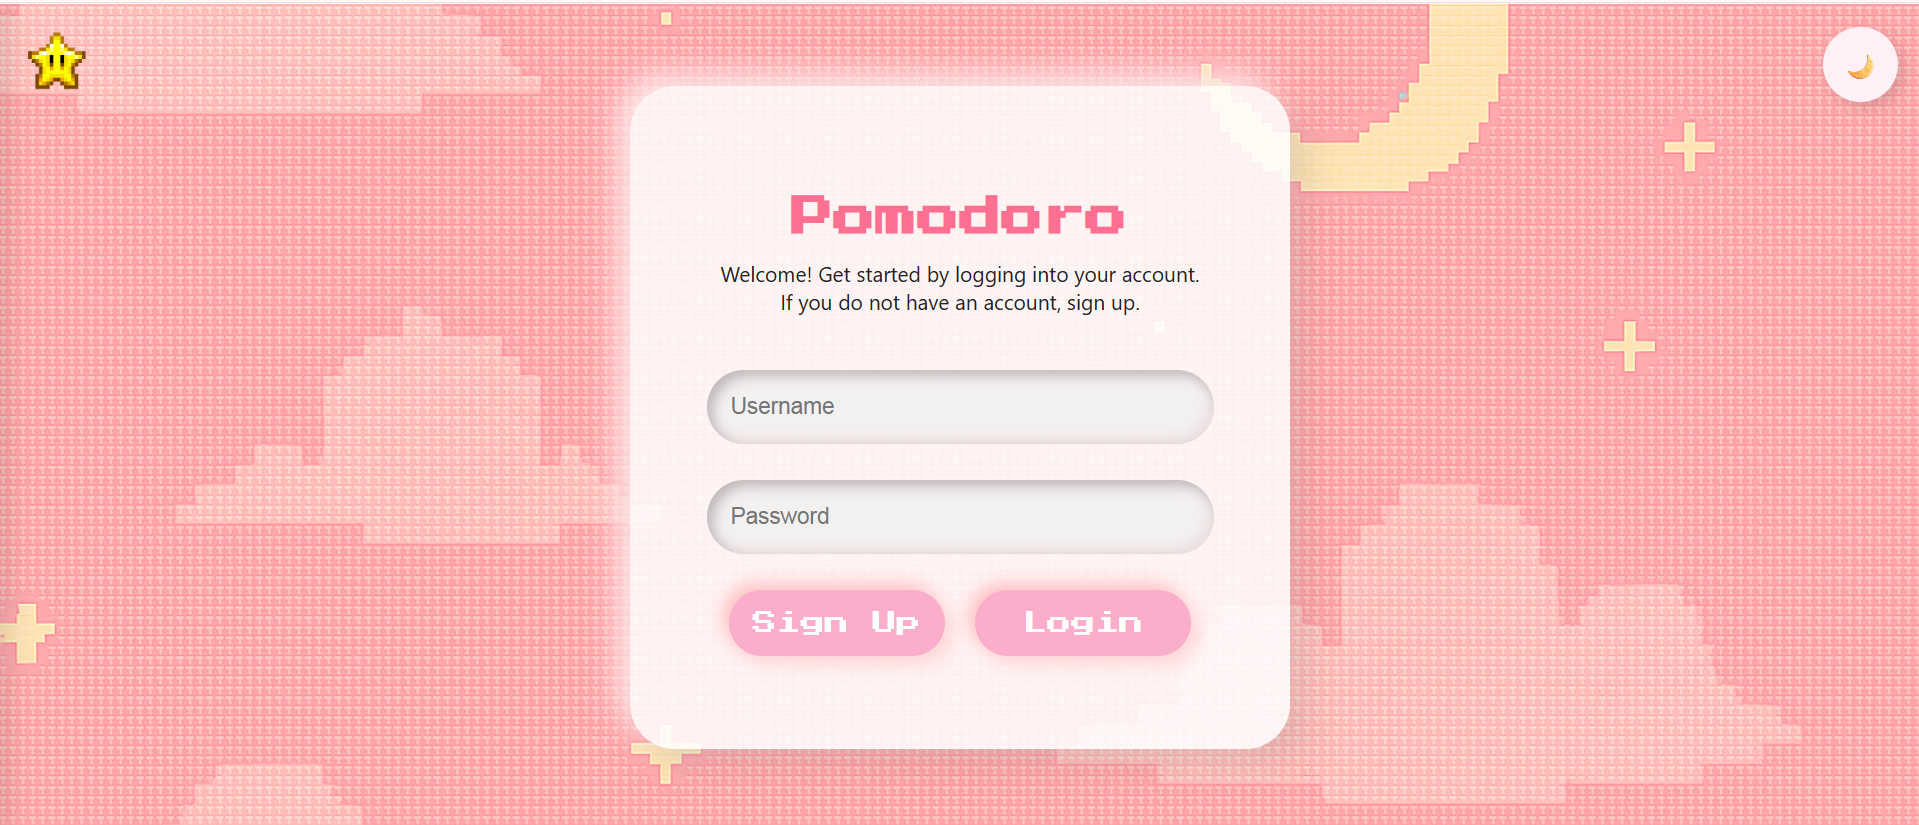 Pomodoro
Welcome! Get started by logging into your account.
If you do not have an account, sign up.
Username
Password
Sign Up
Login